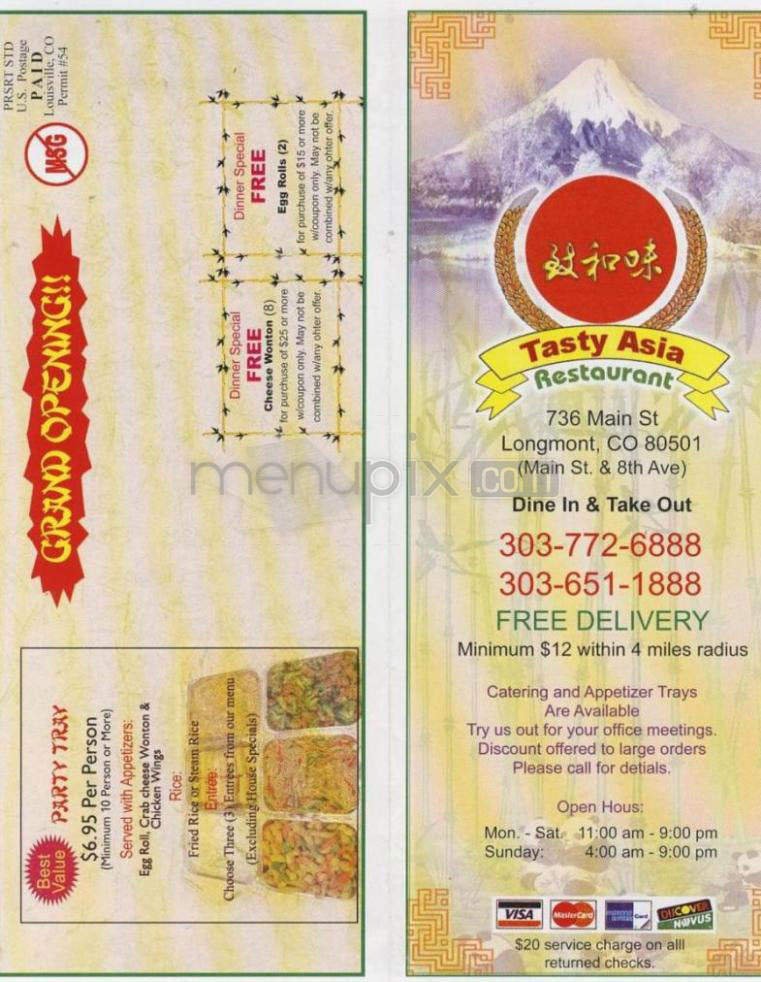 PRSRT STD
U.S. Postage
PAID
Louisville, CO
Permit #54
MSG
GRAND OPENING!!
Dinner Special
FREE
Egg Rolls (2)
for purchuse of $15 or more
w/coupon only. May not be
combined w/any ohter offer.
Dinner Special
FREE
Cheese Wonton (8)
for purchuse of $25 or more
w/coupon only. May not be
combined w/any ohter offer.
Best
Value
PARTY TRAY
$6.95 Per Person
(Minimum 10 Person or More)
Served with Appetizers:
Egg Roll, Crab cheese Wonton &
Chicken Wings
Rice:
Fried Rice or Steam Rice
Entree:
Choose Three (3) Entrees from our menu
(Excluding House Specials)
menupix.com
致和味
Tasty Asia
Restaurant
736 Main St
Longmont, CO 80501
(Main St. & 8th Ave)
Dine In & Take Out
303-772-6888
303-651-1888
FREE DELIVERY
Minimum $12 within 4 miles radius
Catering and Appetizer Trays
Are Available
Try us out for your office meetings.
Discount offered to large orders
Please call for detials.
Open Hous:
Mon. - Sat. 11:00 am - 9:00 pm
Sunday: 4:00 am - 9:00 pm
VISA
MasterCard
DISCOVER
NOVUS
$20 service charge on alll
returned checks.